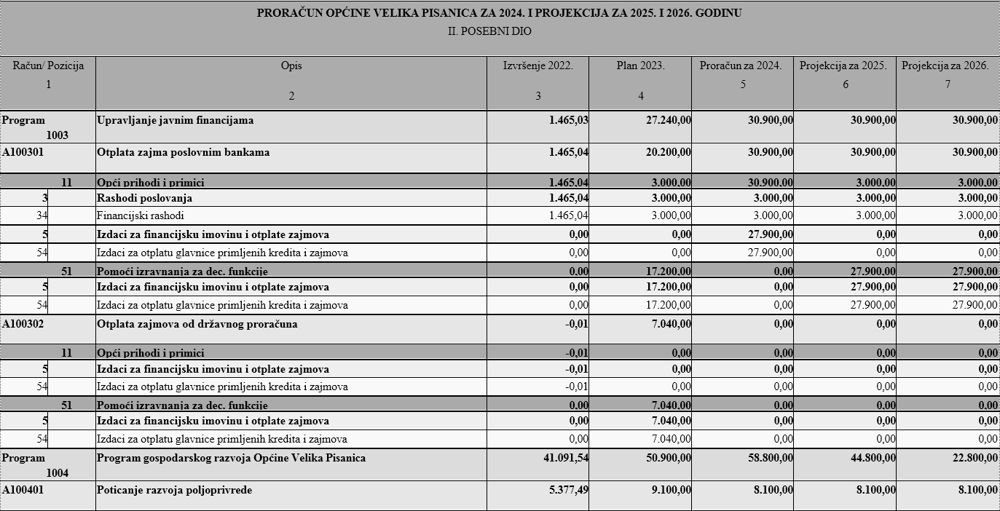 PRORAČUN OPĆINE VELIKA PISANICA ZA 2024. I PROJEKCIJA ZA 2025. I 2026. GODINU
II. POSEBNI DIO
Račun/ Pozicija Opis Izvršenje 2022. Plan 2023. Proračun za 2024. Projekcija za 2025. Projekcija za 2026.
1 2 3 4 5 6 7
Program 1003 Upravljanje javnim financijama 1.465,03 27.240,00 30.900,00 30.900,00 30.900,00
A100301 Otplata zajma poslovnim bankama 1.465,04 20.200,00 30.900,00 30.900,00 30.900,00
11 Opći prihodi i primici 1.465,04 3.000,00 30.900,00 3.000,00 3.000,00
3 Rashodi poslovanja 1.465,04 3.000,00 3.000,00 3.000,00 3.000,00
34 Financijski rashodi 1.465,04 3.000,00 3.000,00 3.000,00 3.000,00
5 Izdaci za financijsku imovinu i otplate zajmova 0,00 0,00 27.900,00 0,00 0,00
54 Izdaci za otplatu glavnice primljenih kredita i zajmova 0,00 0,00 27.900,00 0,00 0,00
51 Pomoći izravnanja za dec. funkcije 0,00 17.200,00 0,00 27.900,00 27.900,00
5 Izdaci za financijsku imovinu i otplate zajmova 0,00 17.200,00 0,00 27.900,00 27.900,00
54 Izdaci za otplatu glavnice primljenih kredita i zajmova 0,00 17.200,00 0,00 27.900,00 27.900,00
A100302 Otplata zajmova od državnog proračuna -0,01 7.040,00 0,00 0,00 0,00
11 Opći prihodi i primici -0,01 0,00 0,00 0,00 0,00
5 Izdaci za financijsku imovinu i otplate zajmova -0,01 0,00 0,00 0,00 0,00
54 Izdaci za otplatu glavnice primljenih kredita i zajmova -0,01 0,00 0,00 0,00 0,00
51 Pomoći izravnanja za dec. funkcije 0,00 7.040,00 0,00 0,00 0,00
5 Izdaci za financijsku imovinu i otplate zajmova 0,00 7.040,00 0,00 0,00 0,00
54 Izdaci za otplatu glavnice primljenih kredita i zajmova 0,00 7.040,00 0,00 0,00 0,00
Program 1004 Program gospodarskog razvoja Općine Velika Pisanica 41.091,54 50.900,00 58.800,00 44.800,00 22.800,00
A100401 Poticanje razvoja poljoprivrede 5.377,49 9.100,00 8.100,00 8.100,00 8.100,00